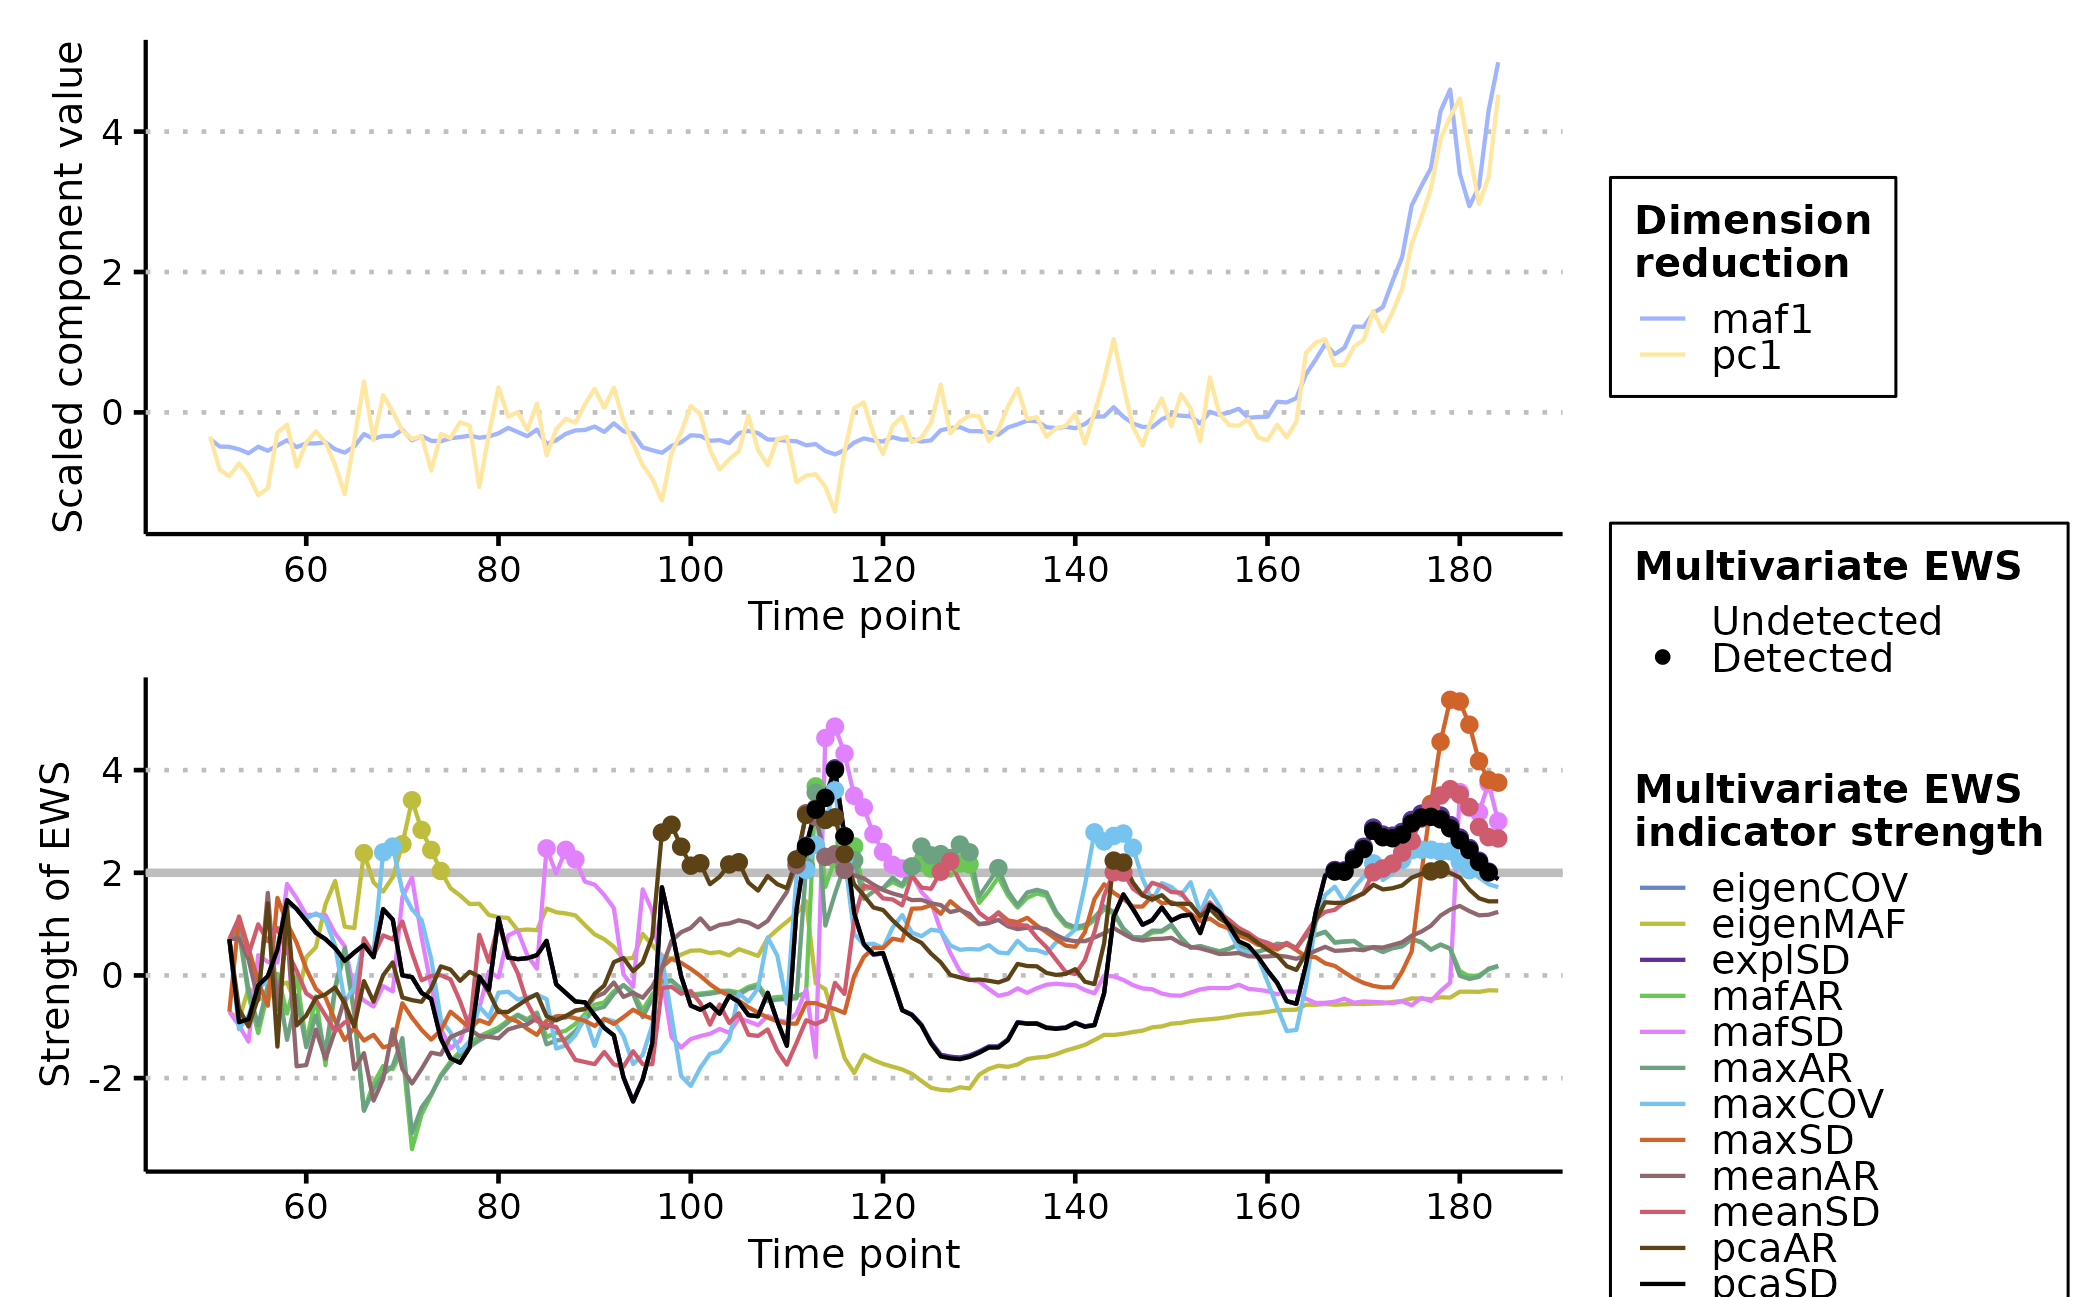 Scaled component value
4
2
0
60 80 100 120 140 160 180
Time point
Dimension
reduction
maf1
pc1
Strength of EWS
4
2
0
-2
60 80 100 120 140 160 180
Time point
Multivariate EWS
Undetected
Detected
Multivariate EWS
indicator strength
eigenCOV
eigenMAF
explSD
mafAR
mafSD
maxAR
maxCOV
maxSD
meanAR
meanSD
pcaAR
pcaSD